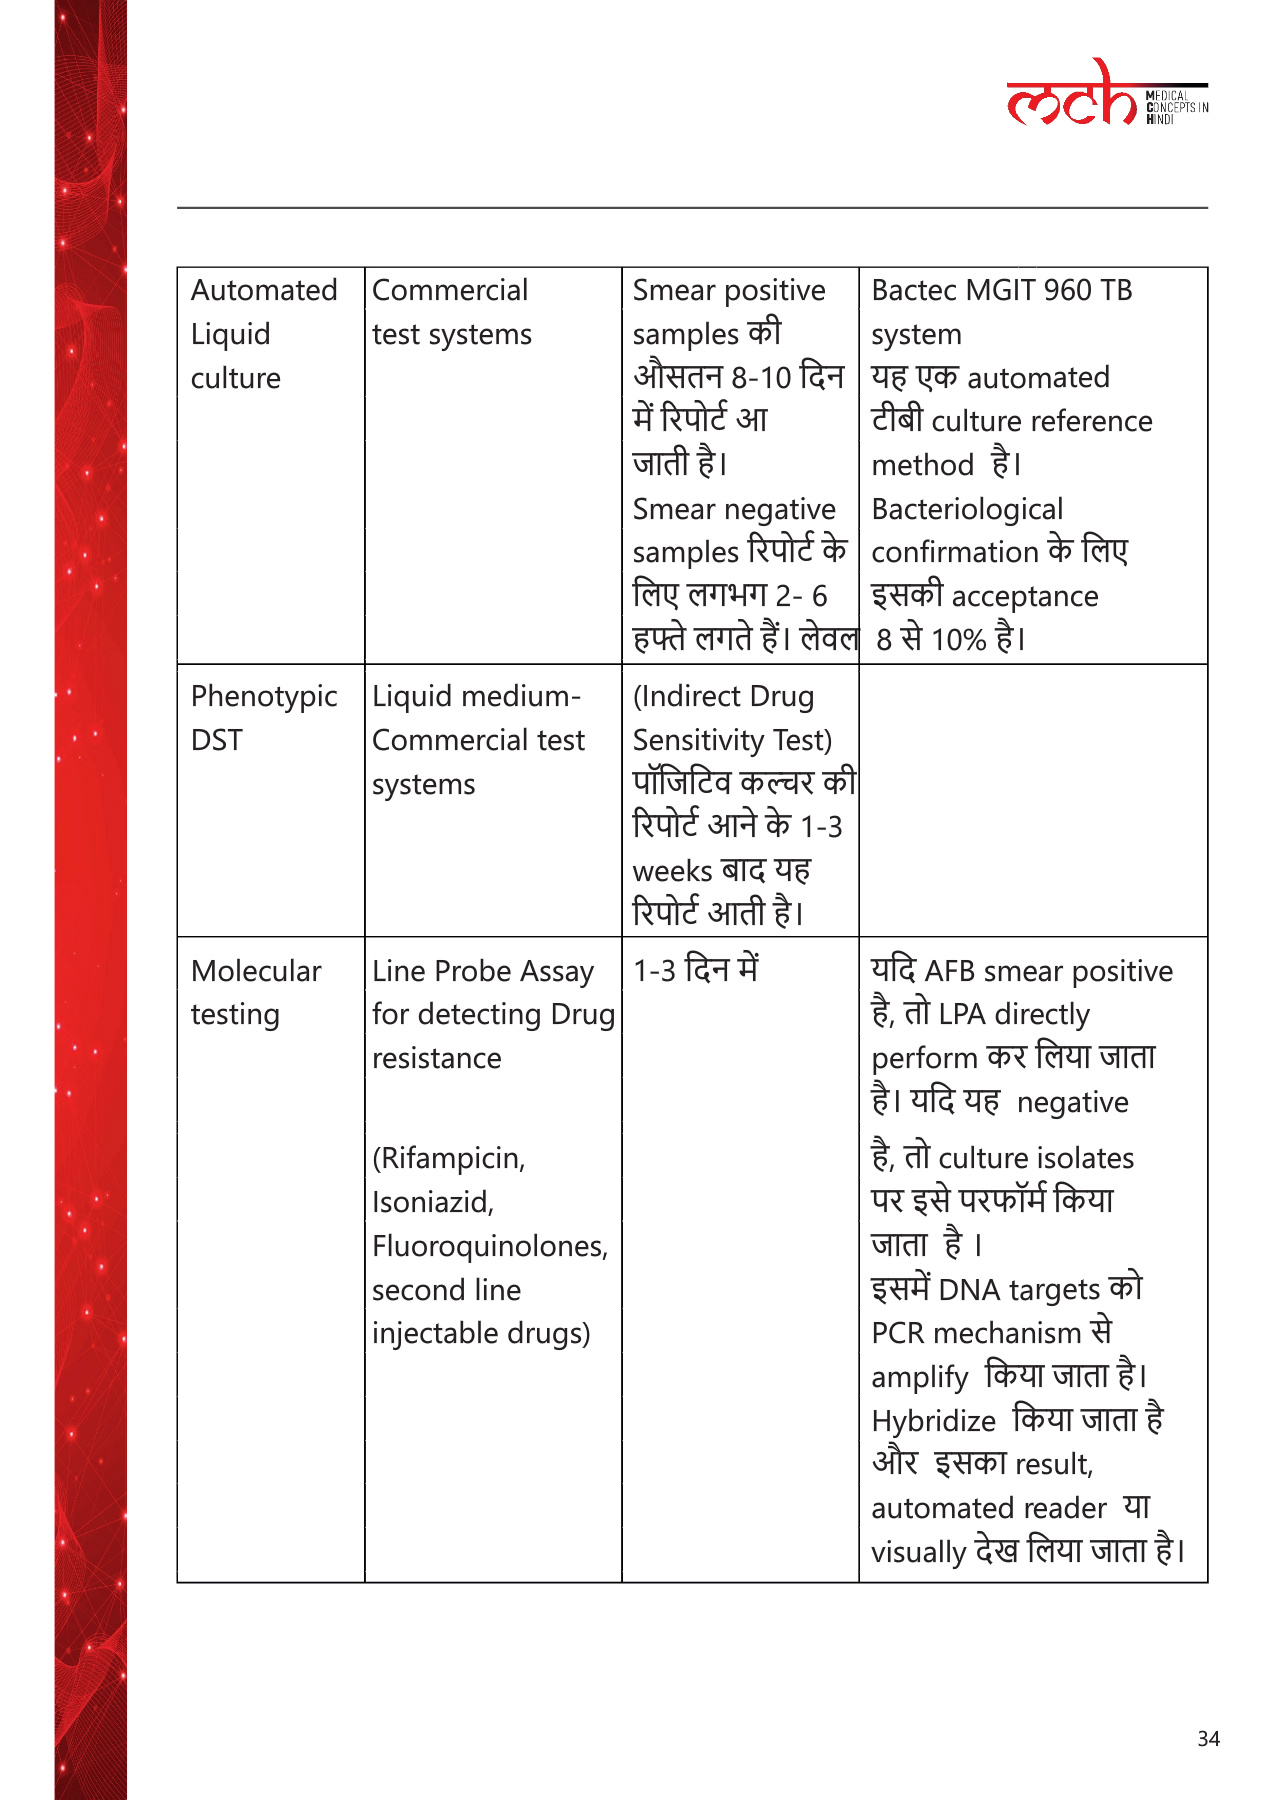 mch
MEDICAL
CONCEPTS IN
HINDI
Automated
Liquid
culture
Commercial
test systems
Smear positive
samples की
औसतन 8-10 दिन
में रिपोर्ट आ
जाती है।
Smear negative
samples रिपोर्ट के
लिए लगभग 2- 6
हफ्ते लगते हैं। लेवल
Bactec MGIT 960 TB
system
यह एक automated
टीबी culture reference
method है।
Bacteriological
confirmation के लिए
इसकी acceptance
8 से 10% है।
Phenotypic
DST
Liquid medium-
Commercial test
systems
(Indirect Drug
Sensitivity Test)
पॉजिटिव कल्चर की
रिपोर्ट आने के 1-3
weeks बाद यह
रिपोर्ट आती है।
Molecular
testing
Line Probe Assay
for detecting Drug
resistance
(Rifampicin,
Isoniazid,
Fluoroquinolones,
second line
injectable drugs)
1-3 दिन में
यदि AFB smear positive
है, तो LPA directly
perform कर लिया जाता
है। यदि यह negative
है, तो culture isolates
पर इसे परफॉर्म किया
जाता है ।
इसमें DNA targets को
PCR mechanism से
amplify किया जाता है।
Hybridize किया जाता है
और इसका result,
automated reader या
visually देख लिया जाता है।
34